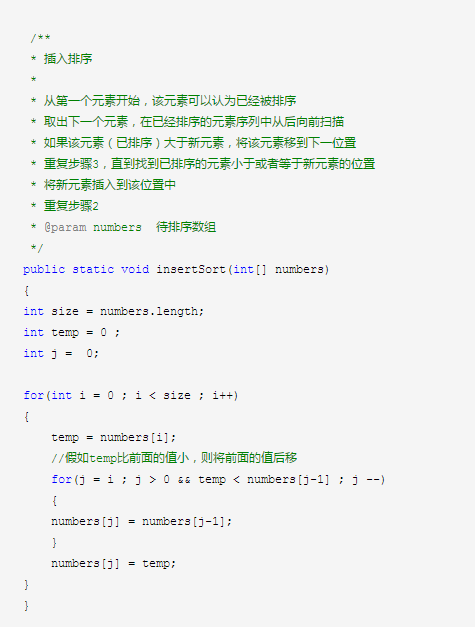 /**
* 插入排序
*
* 从第一个元素开始，该元素可以认为已经被排序
* 取出下一个元素，在已经排序的元素序列中从后向前扫描
* 如果该元素（已排序）大于新元素，将该元素移到下一位置
* 重复步骤3，直到找到已排序的元素小于或者等于新元素的位置
* 将新元素插入到该位置中
* 重复步骤2
* @param numbers  待排序数组
*/
public static void insertSort(int[] numbers)
{
int size = numbers.length;
int temp = 0 ;
int j =  0;
for(int i = 0 ; i < size ; i++)
{
temp = numbers[i];
//假如temp比前面的值小，则将前面的值后移
for(j = i ; j > 0 && temp < numbers[j-1] ; j --)
{
numbers[j] = numbers[j-1];
}
numbers[j] = temp;
}
}